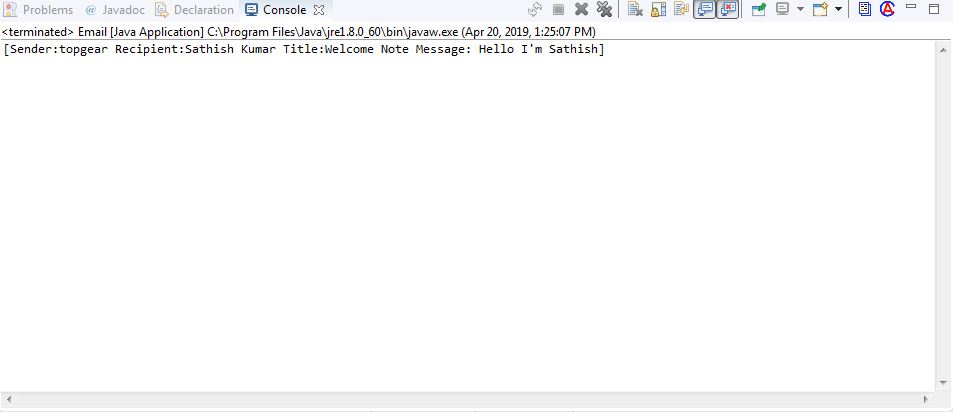 Problems @ Javadoc Declaration Console
<terminated> Email [Java Application] C:\Program Files\Java\jre1.8.0_60\bin\javaw.exe (Apr 20, 2019, 1:25:07 PM)
[Sender:topgear Recipient:Sathish Kumar Title:Welcome Note Message: Hello I'm Sathish]